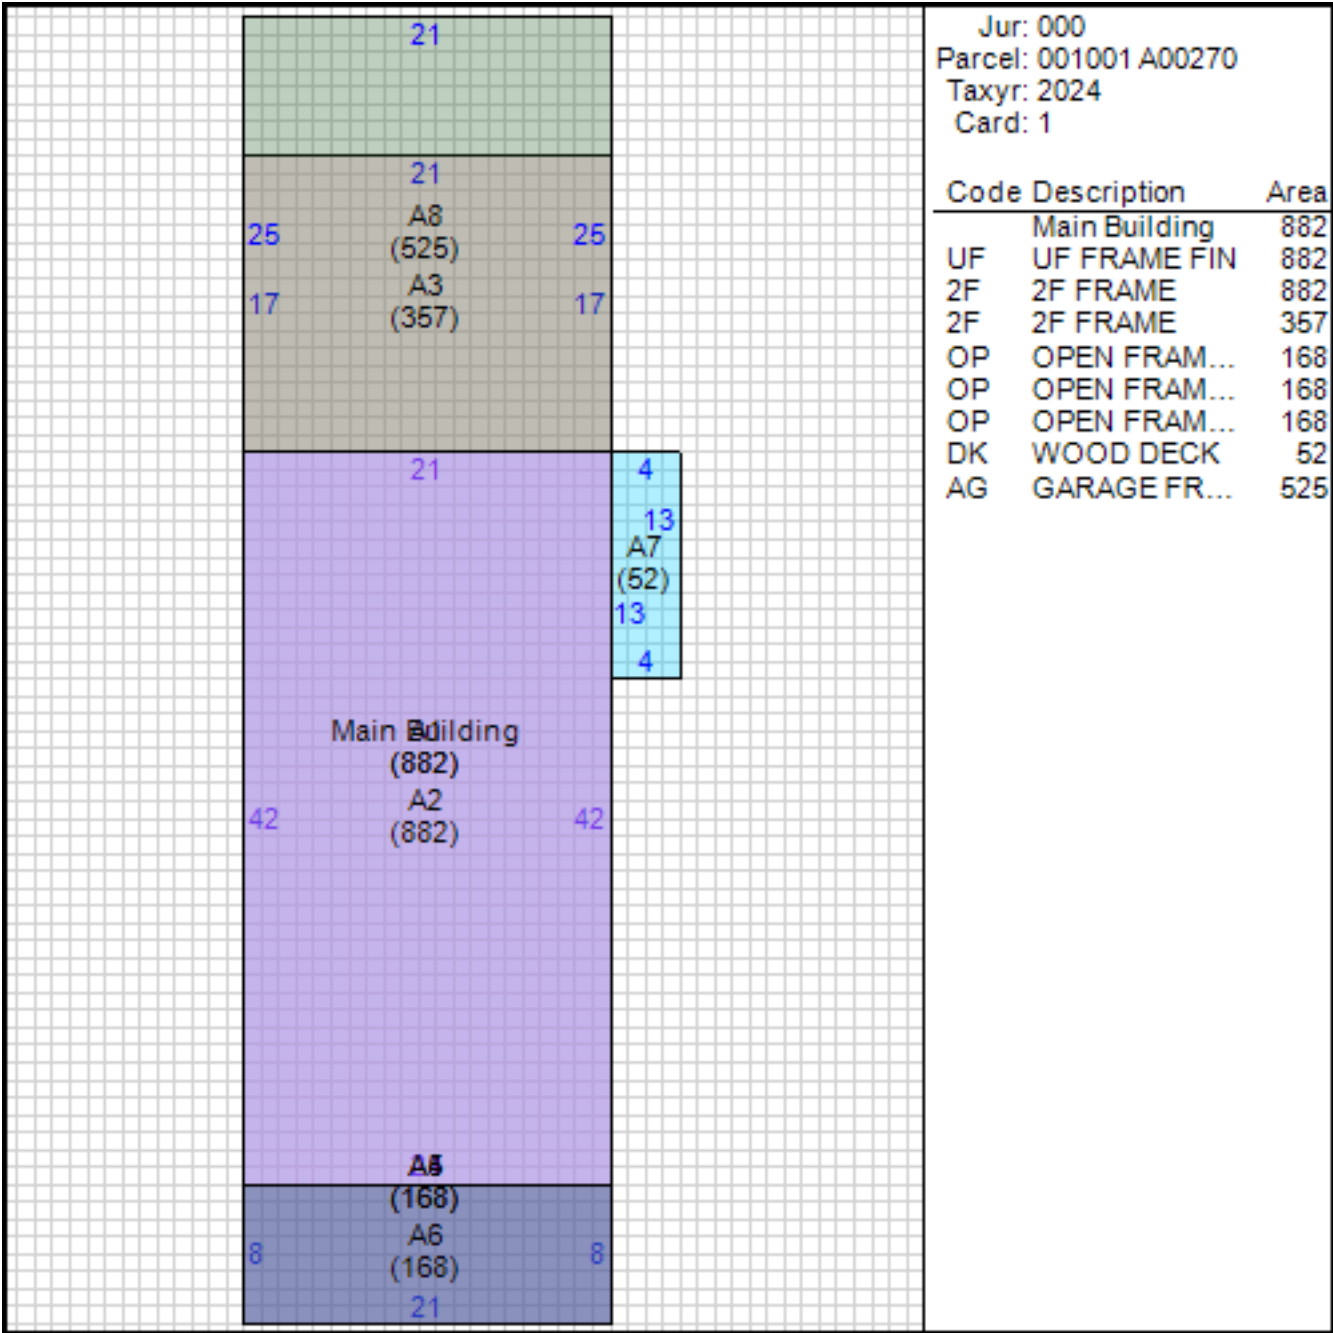 21
21
A8
25 25
(525)
A3
17 17
(357)
21
4
13
A7
(52)
13
4
Main Building
(882)
A2
42 42
(882)
(168)
A6
8 8
(168)
21
Jur: 000
Parcel: 001001 A00270
Taxyr: 2024
Card: 1
Code Description Area
Main Building 882
UF UF FRAME FIN 882
2F 2F FRAME 882
2F 2F FRAME 357
OP OPEN FRAM... 168
OP OPEN FRAM... 168
OP OPEN FRAM... 168
DK WOOD DECK 52
AG GARAGE FR... 525